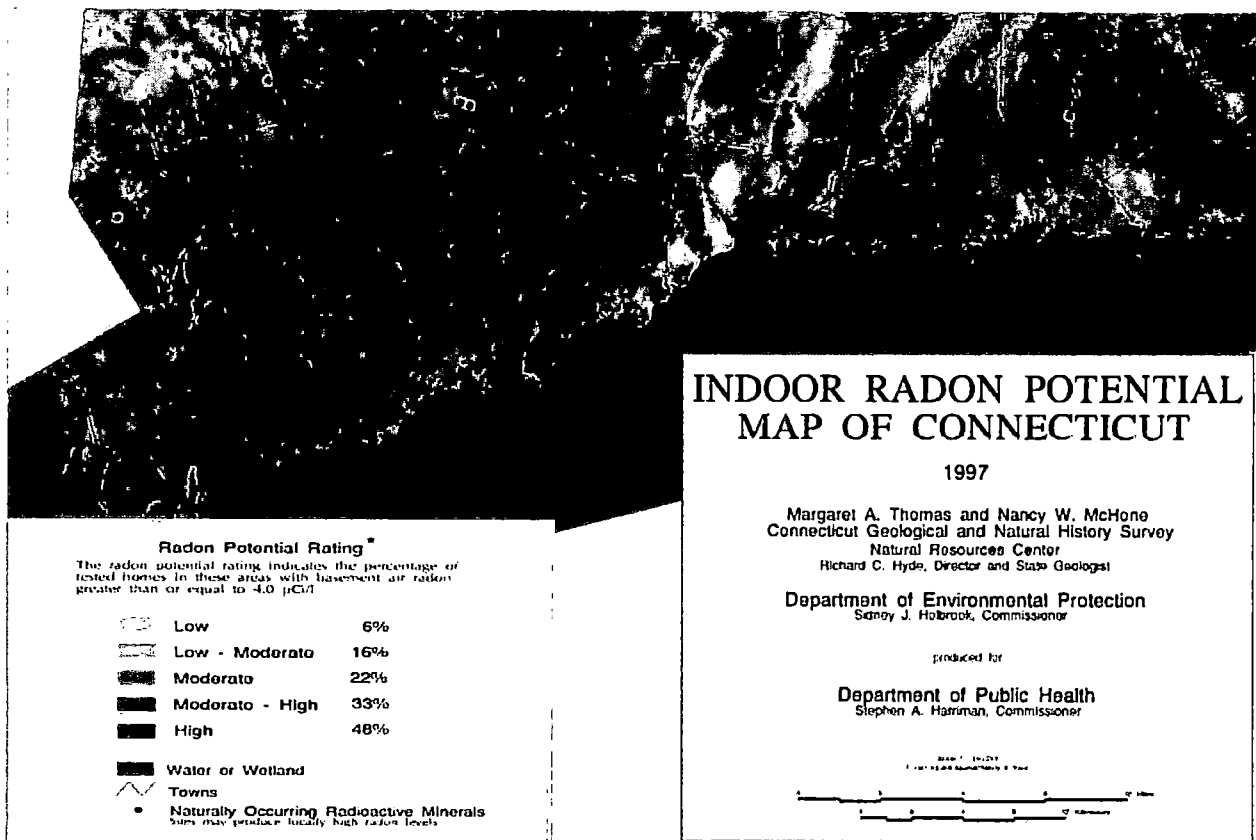 INDOOR RADON POTENTIAL
MAP OF CONNECTICUT
1997
Margaret A. Thomas and Nancy W. McHone
Connecticut Geological and Natural History Survey
Natural Resources Center
Richard C. Hyde, Director and State Geologist
Department of Environmental Protection
Sidney J. Holbrook, Commissioner
produced for
Department of Public Health
Stephen A. Harriman, Commissioner
Miles
Kilometers
Radon Potential Rating*
The radon potential rating indicates the percentage of
tested homes in these areas with basement air radon
greater than or equal to 4.0 pCi/l
Low 6%
Low - Moderate 16%
Moderate 22%
Moderate - High 33%
High 48%
Water or Wetland
Towns
Naturally Occurring Radioactive Minerals
Sites may produce locally high radon levels